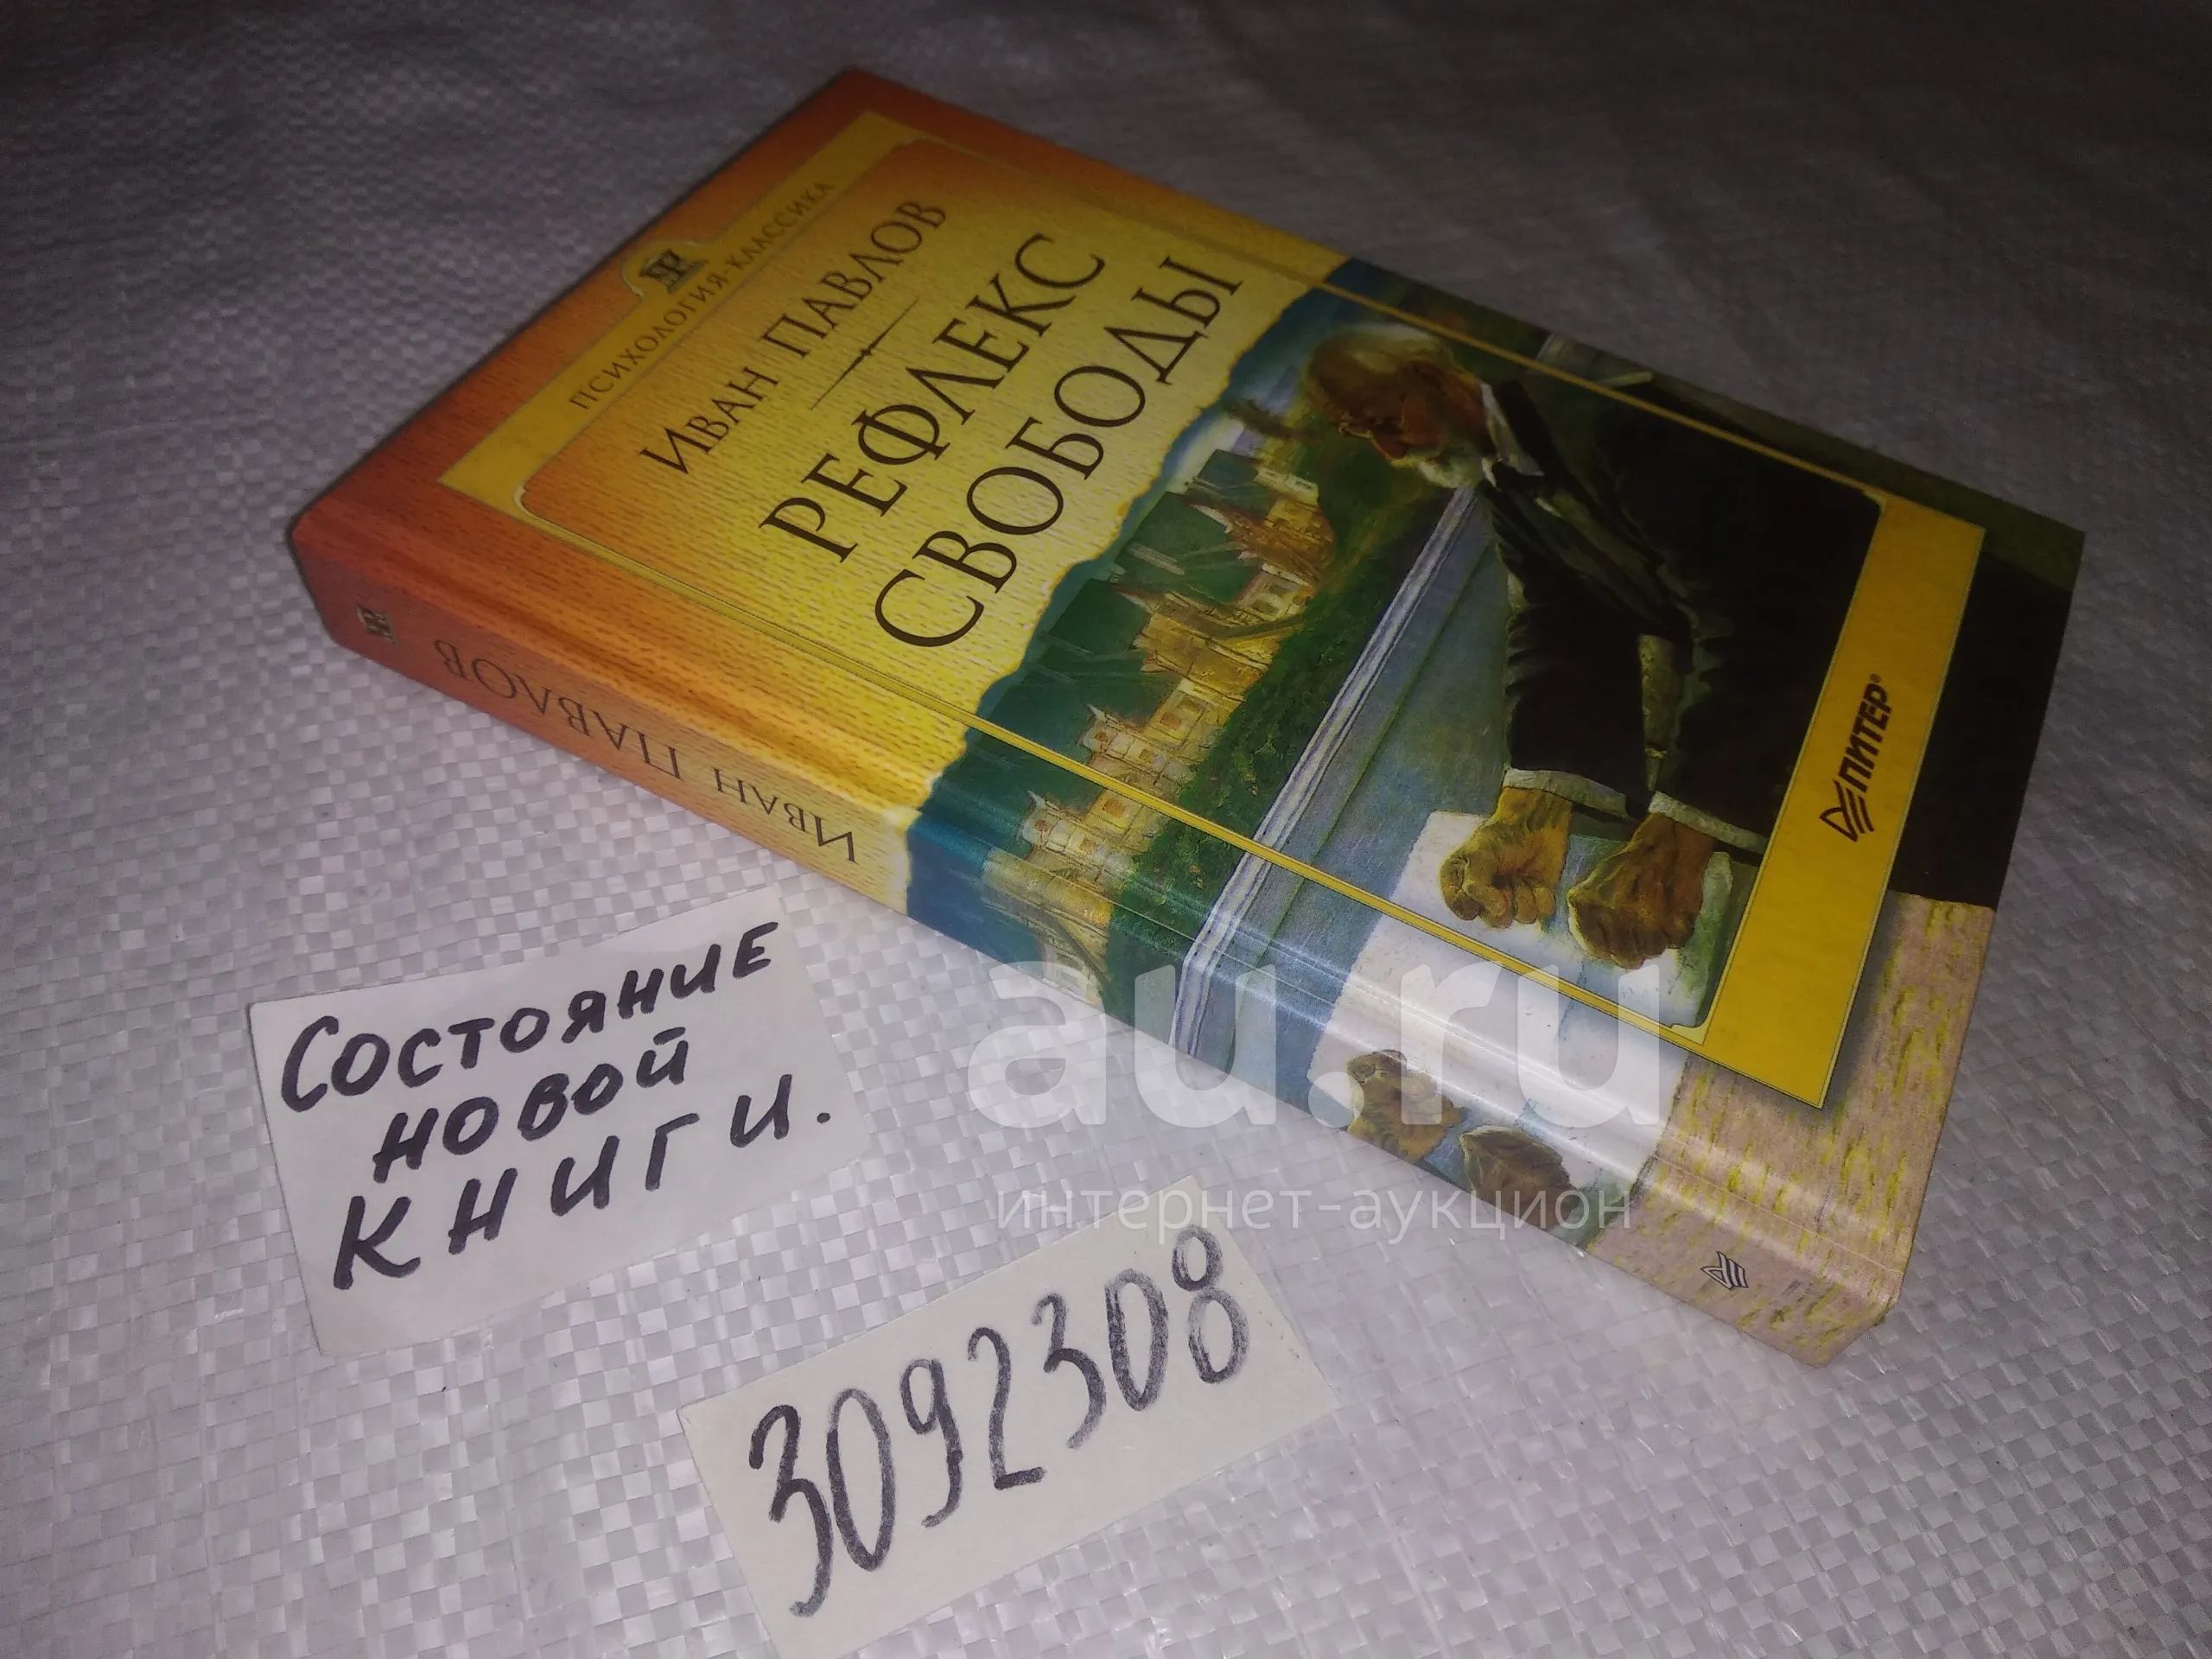 ПСИХОЛОГИЯ-КЛАССИКА
ИВАН ПАВЛОВ
РЕФЛЕКС
СВОБОДЫ
ПИТЕР®
ИВАН ПАВЛОВ
СОСТОЯНИЕ
НОВОЙ
КНИГИ.
3092308
au.ru
интернет-аукцион